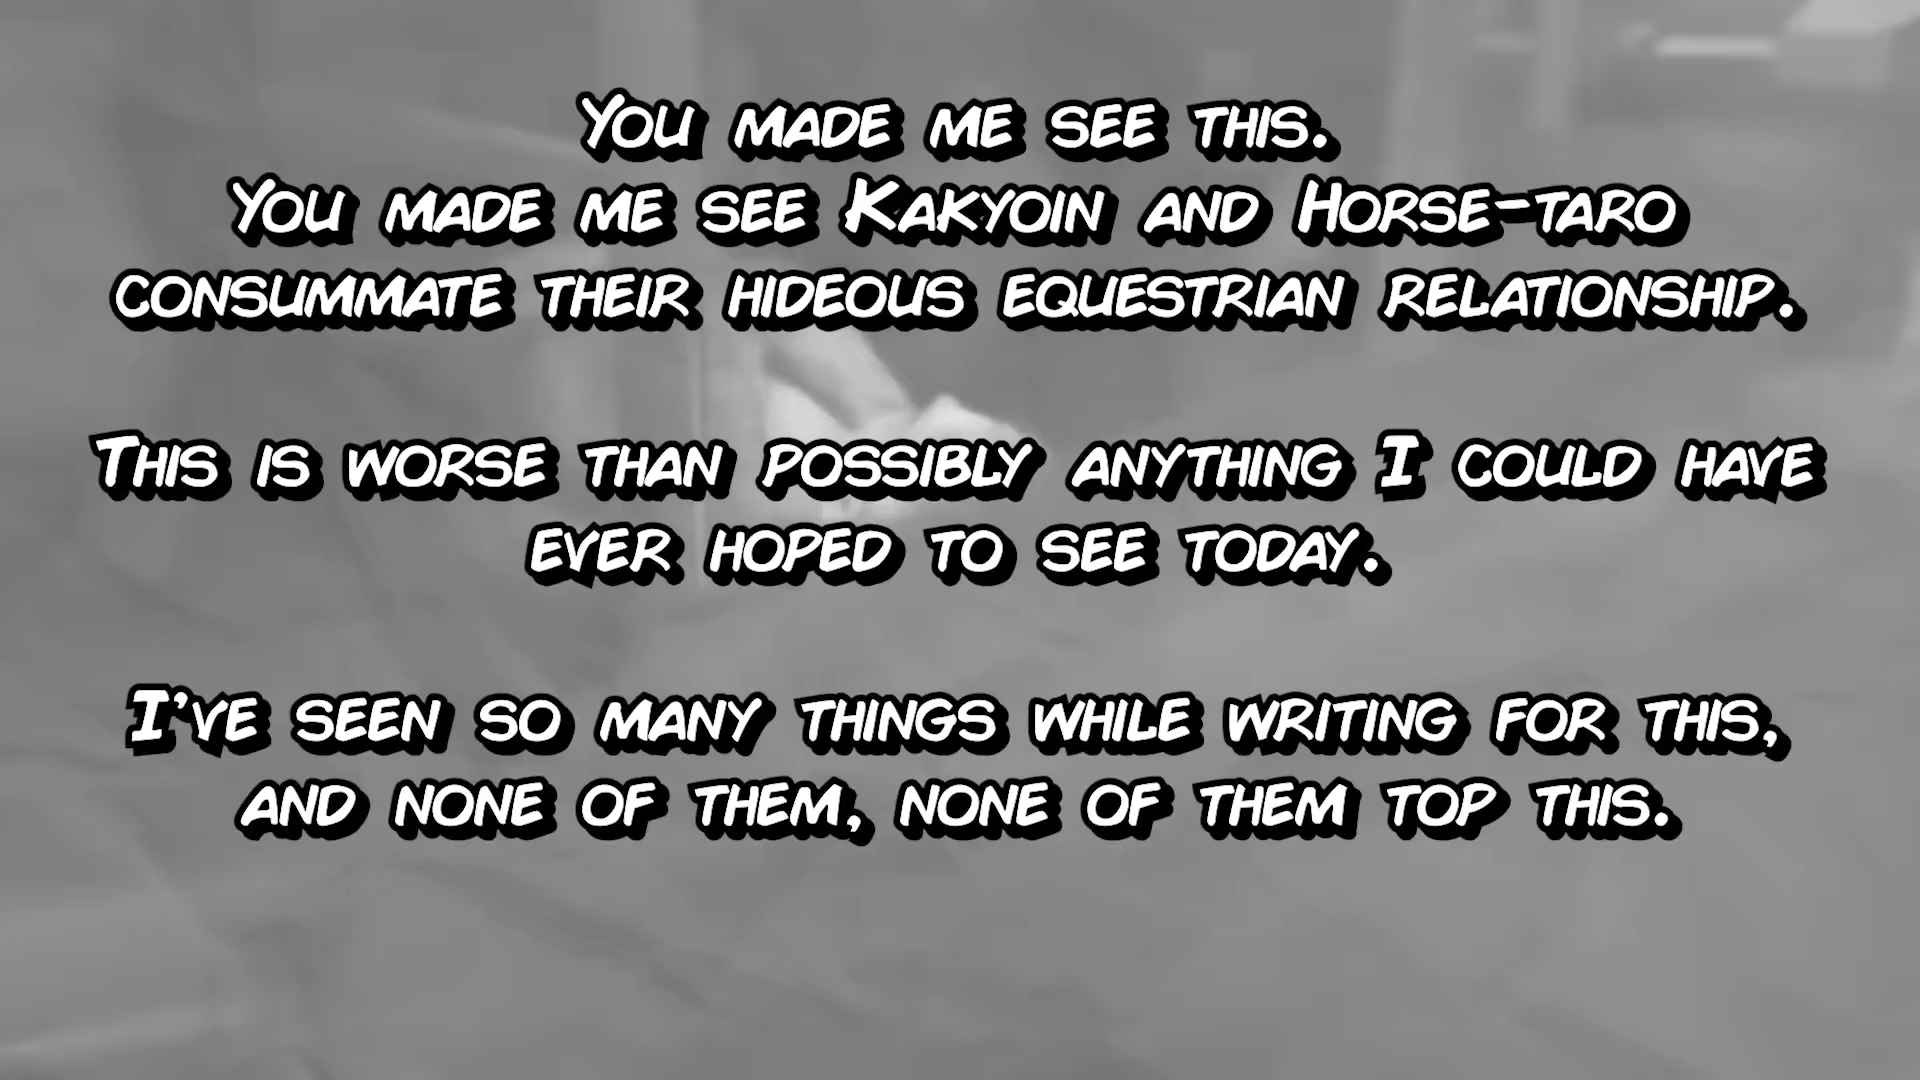 You made me see this.
You made me see Kakyoin and Horse-taro
consummate their hideous equestrian relationship.
This is worse than possibly anything I could have
ever hoped to see today.
I've seen so many things while writing for this,
and none of them, none of them top this.